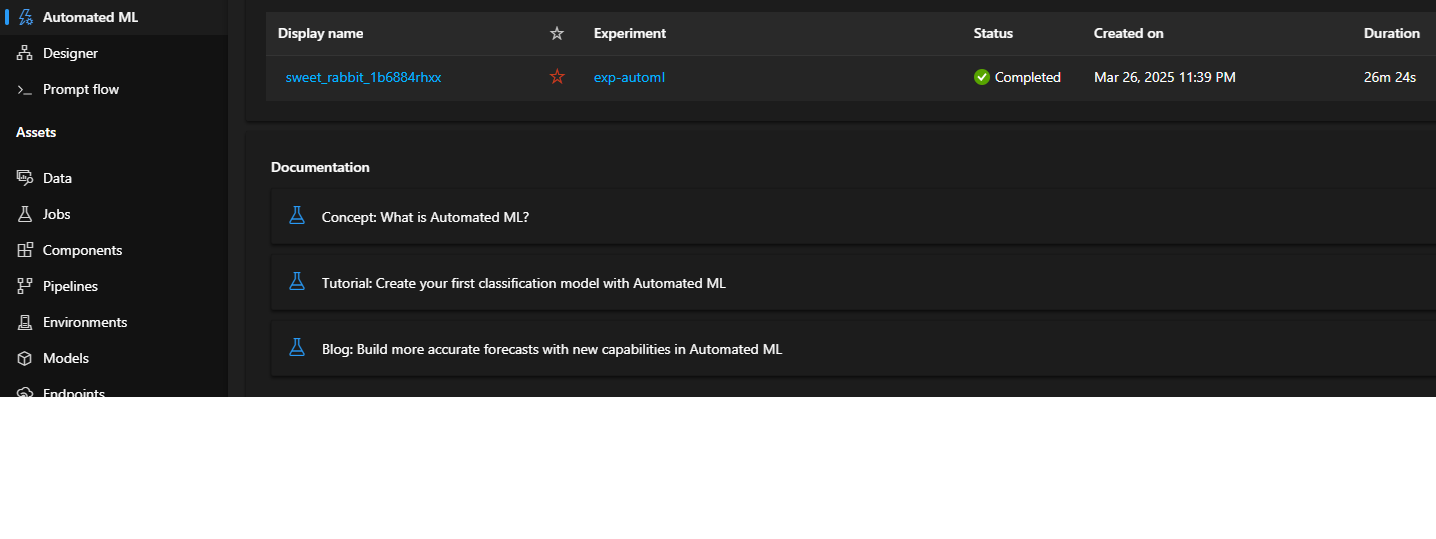 Automated ML
Designer
Prompt flow
Assets
Data
Jobs
Components
Pipelines
Environments
Models
Endpoints
Display name Experiment Status Created on Duration
sweet_rabbit_1b6884rhxx exp-automl Completed Mar 26, 2025 11:39 PM 26m 24s
Documentation
Concept: What is Automated ML?
Tutorial: Create your first classification model with Automated ML
Blog: Build more accurate forecasts with new capabilities in Automated ML